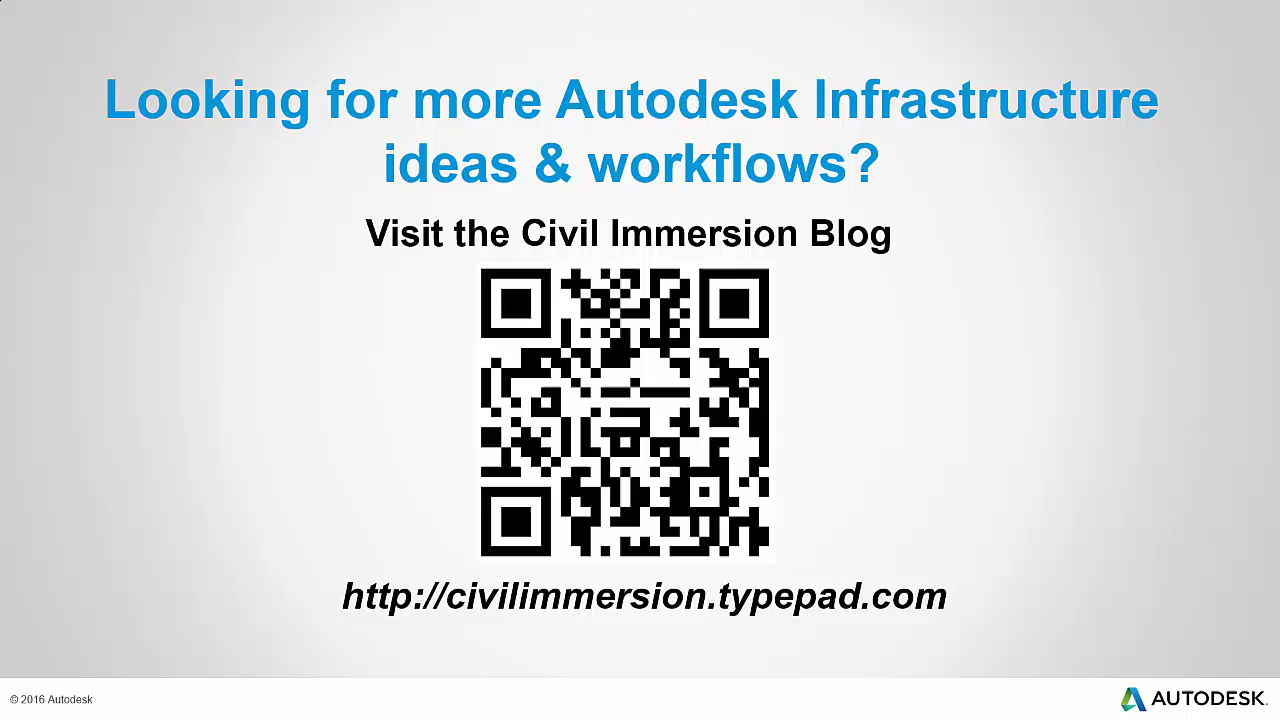 Looking for more Autodesk Infrastructure
ideas & workflows?
Visit the Civil Immersion Blog
http://civilimmersion.typepad.com
© 2016 Autodesk
AUTODESK.